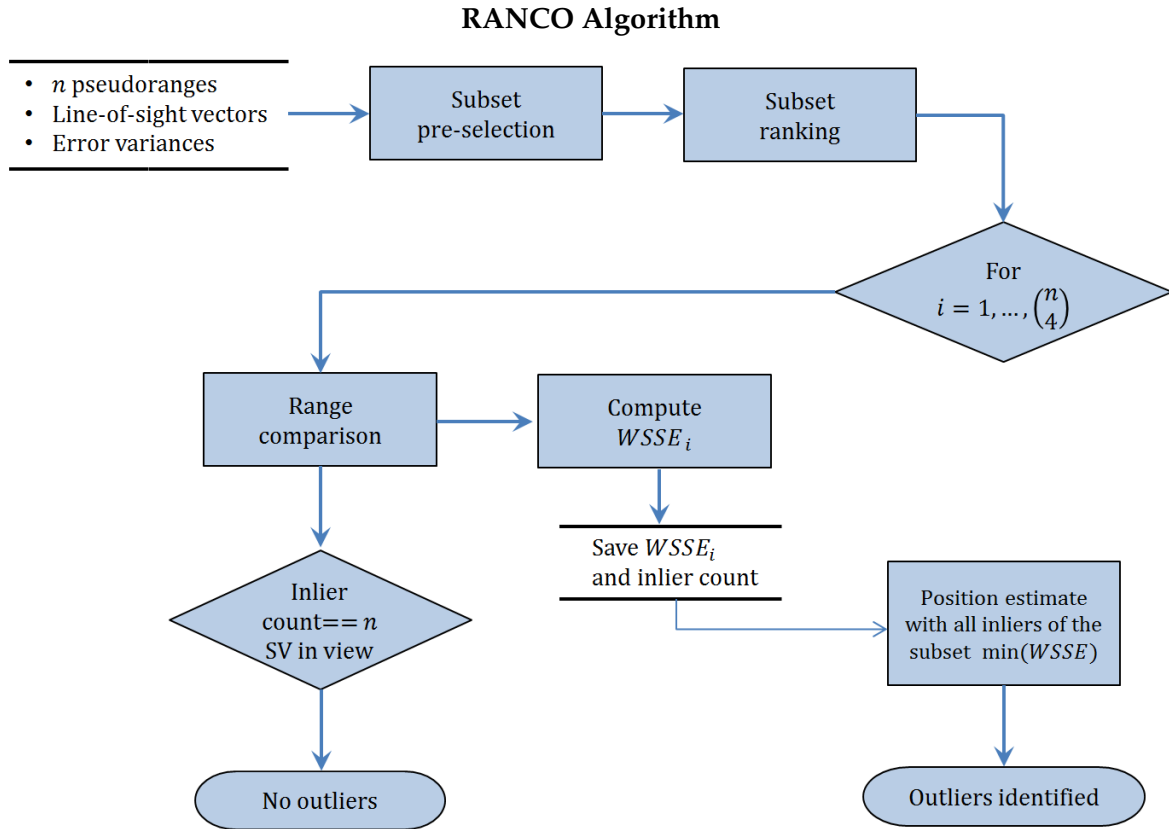 RANCO Algorithm
• n pseudoranges
• Line-of-sight vectors
• Error variances
Subset
pre-selection
Subset
ranking
For
i = 1, ..., (n 4)
Range
comparison
Compute
WSSE_i
Inlier
count== n
SV in view
Save WSSE_i
and inlier count
Position estimate
with all inliers of the
subset min(WSSE)
No outliers
Outliers identified